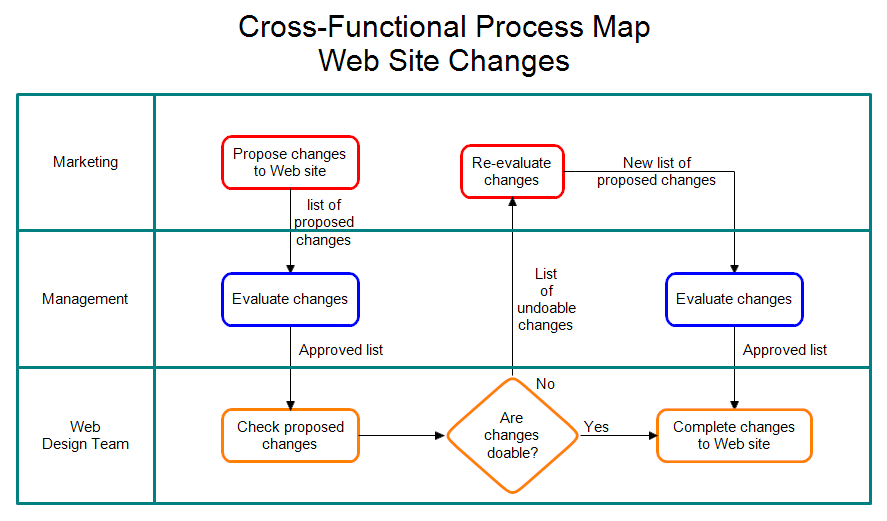 Cross-Functional Process Map
Web Site Changes
Marketing
Propose changes
to Web site
list of
proposed
changes
Re-evaluate
changes
New list of
proposed changes
Management
Evaluate changes
Approved list
List
of
undoable
changes
Evaluate changes
Approved list
Web
Design Team
Check proposed
changes
Are
changes
doable?
No
Yes
Complete changes
to Web site